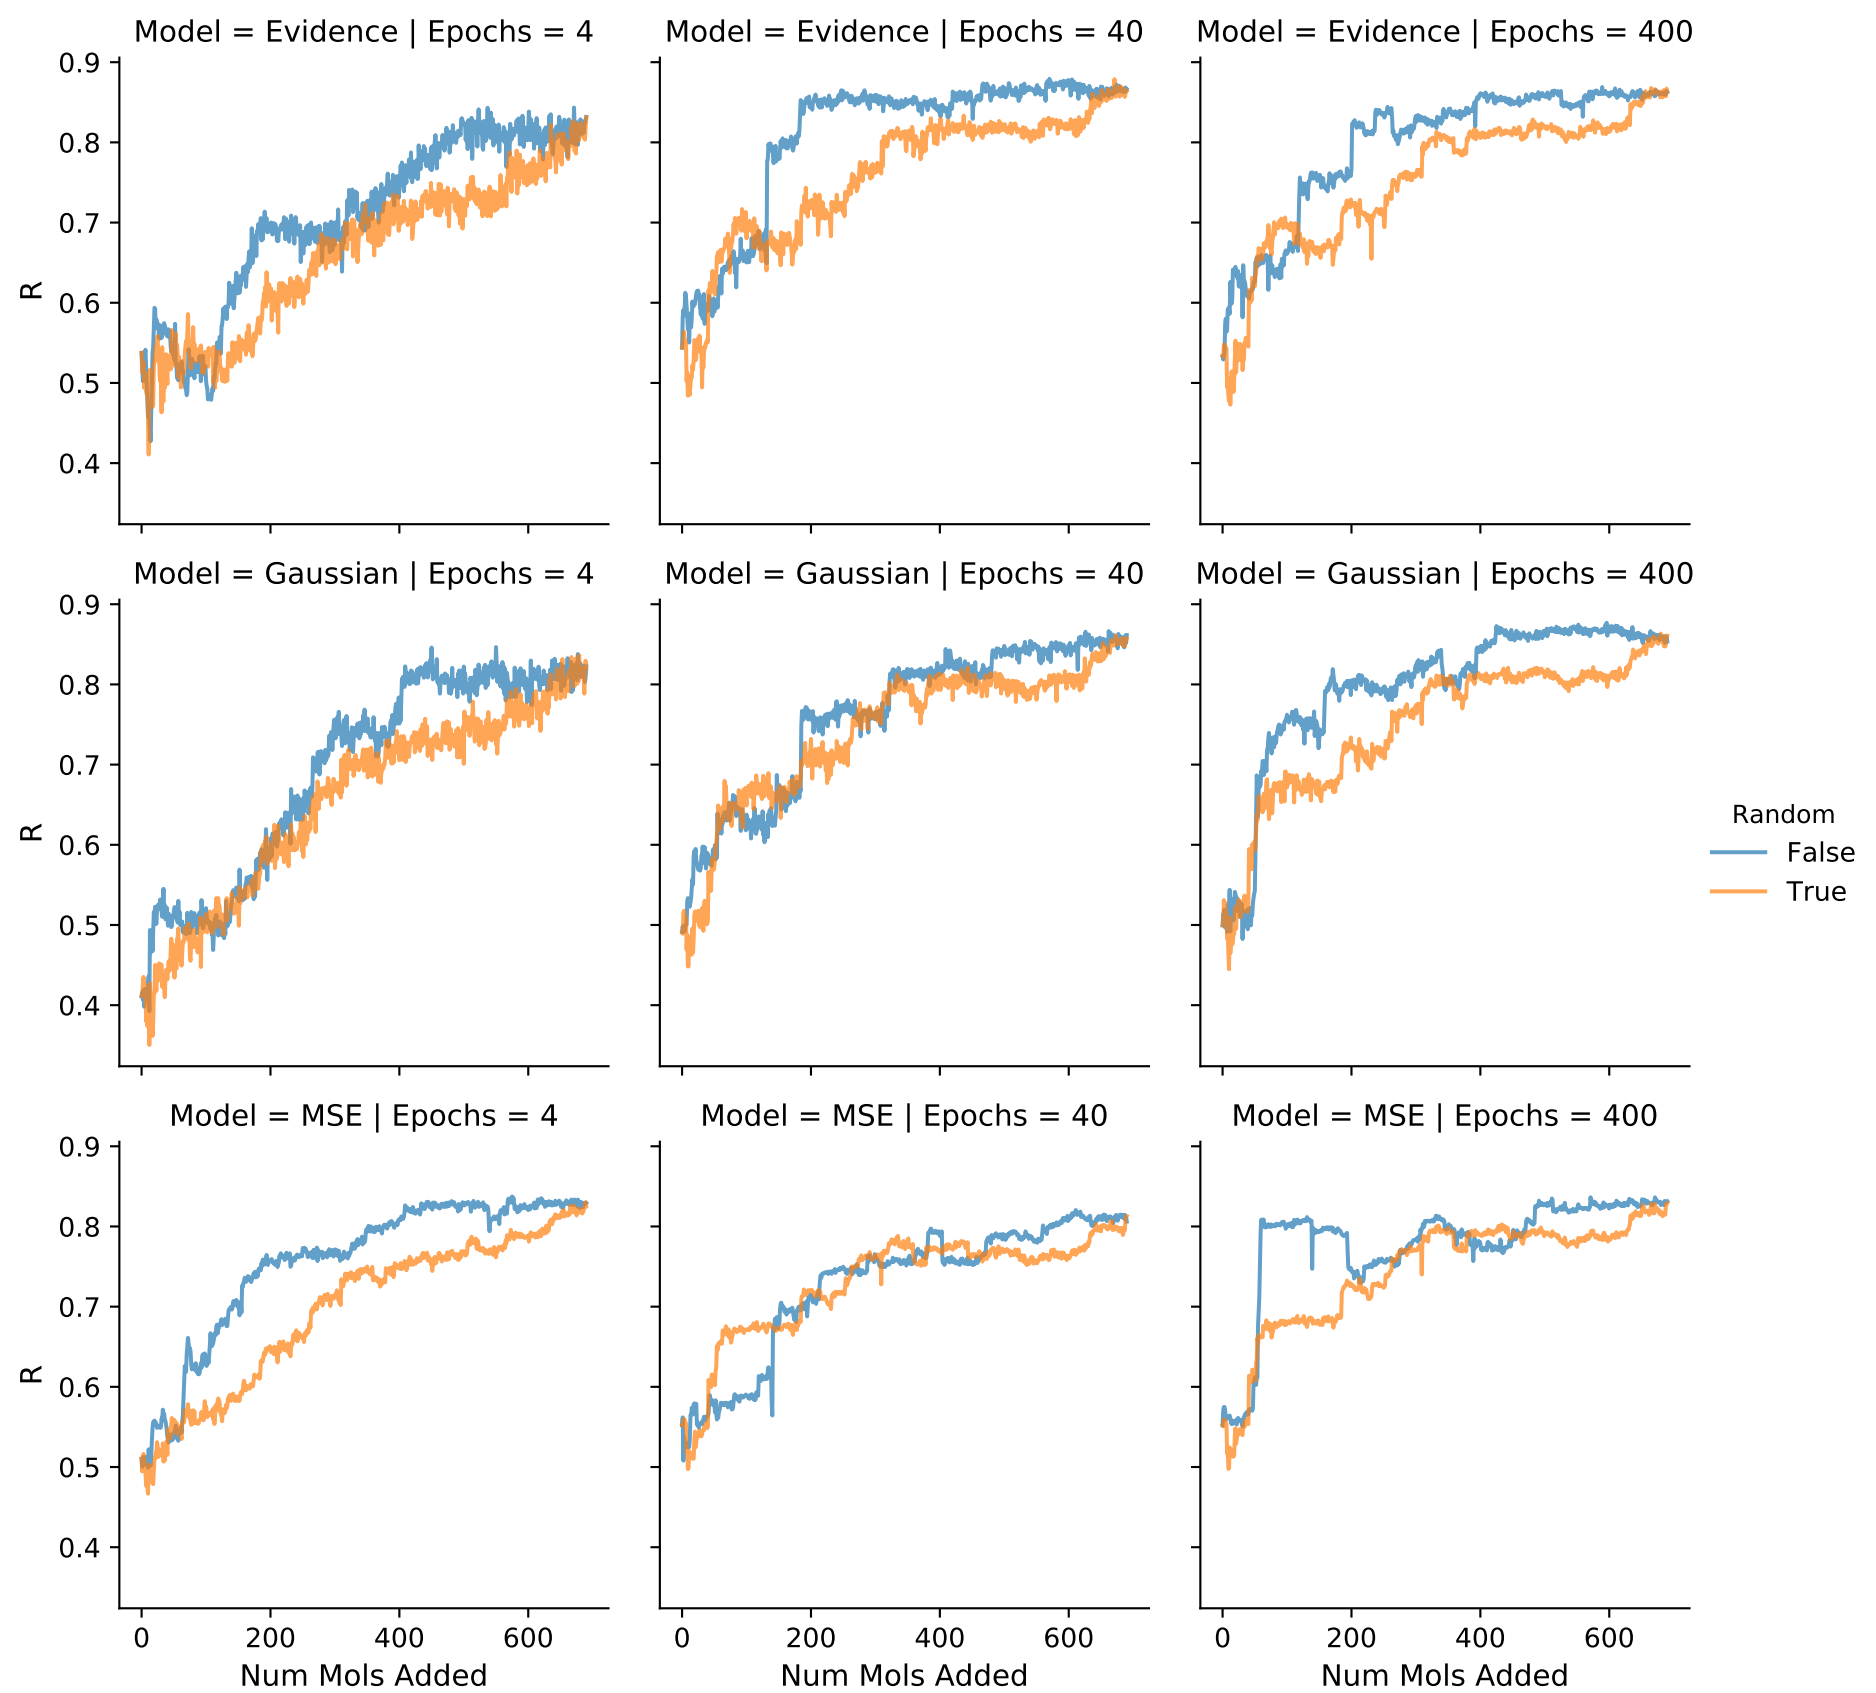 Model = Evidence | Epochs = 4
Model = Evidence | Epochs = 40
Model = Evidence | Epochs = 400
0.9
0.8
0.7
0.6
0.5
0.4
R
Model = Gaussian | Epochs = 4
Model = Gaussian | Epochs = 40
Model = Gaussian | Epochs = 400
0.9
0.8
0.7
0.6
0.5
0.4
R
Random
False
True
Model = MSE | Epochs = 4
Model = MSE | Epochs = 40
Model = MSE | Epochs = 400
0.9
0.8
0.7
0.6
0.5
0.4
R
0 200 400 600
0 200 400 600
0 200 400 600
Num Mols Added
Num Mols Added
Num Mols Added